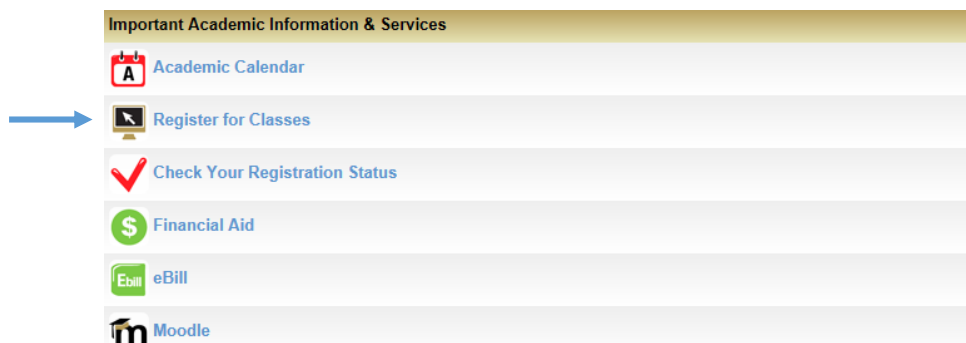 Important Academic Information & Services
A Academic Calendar
Register for Classes
Check Your Registration Status
$ Financial Aid
Ebill eBill
m Moodle